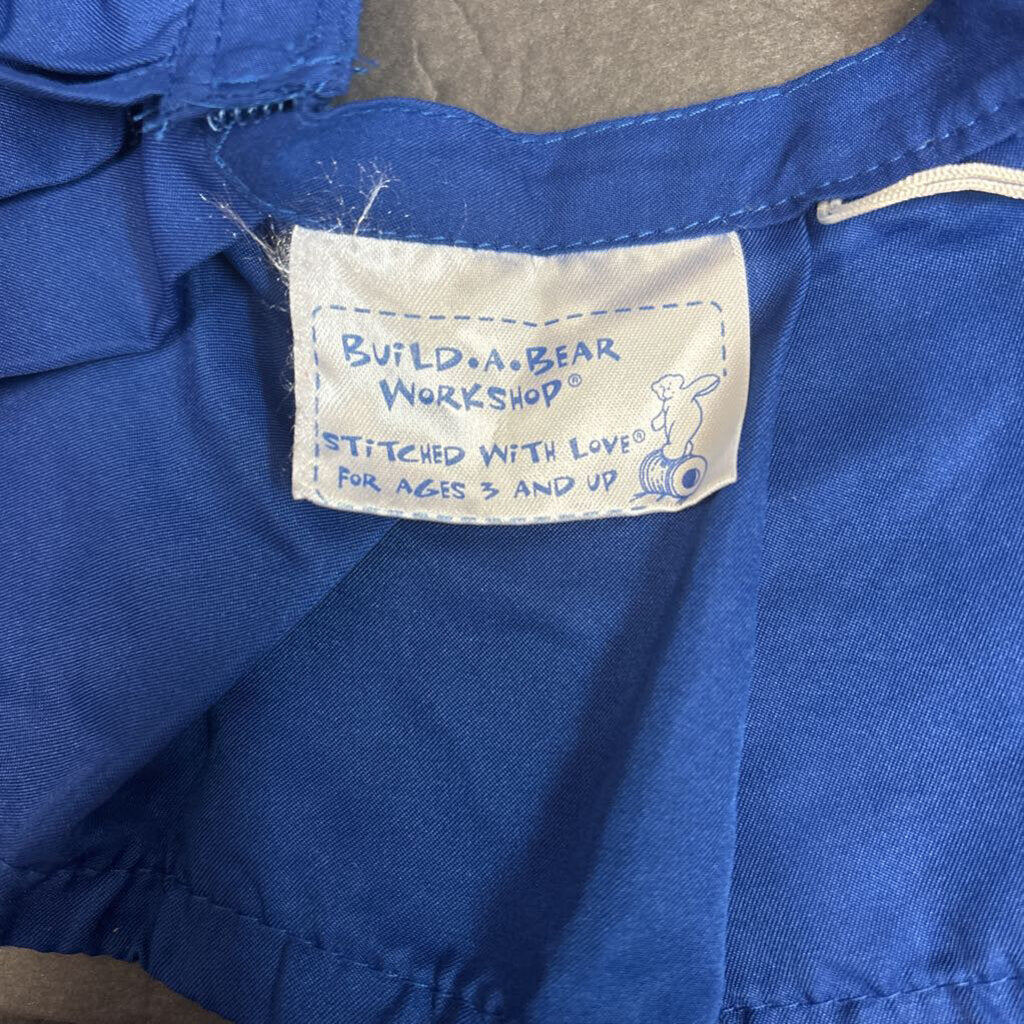 BUiLD•A•BEAR
WORKSHOP®
STiTCHED WiTH LOVE®
FOR AGES 3 AND UP